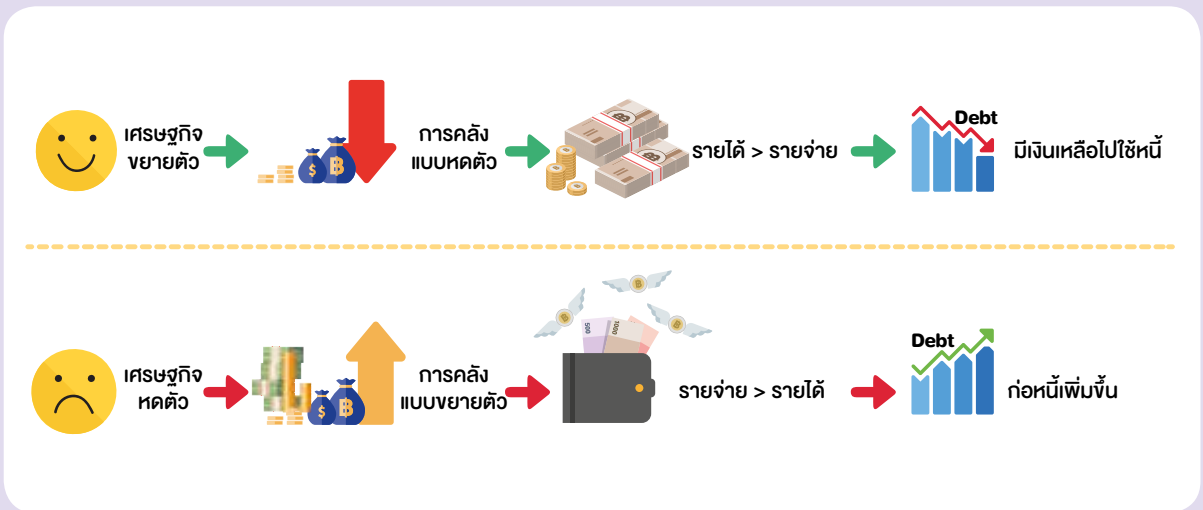 เศรษฐกิจ
ขยายตัว
$ ฿
การคลัง
แบบหดตัว
฿
฿
รายได้ > รายจ่าย
Debt
มีเงินเหลือไปใช้หนี้
฿
฿
฿
500
1000
เศรษฐกิจ
หดตัว
$ ฿
การคลัง
แบบขยายตัว
รายจ่าย > รายได้
Debt
ก่อหนี้เพิ่มขึ้น